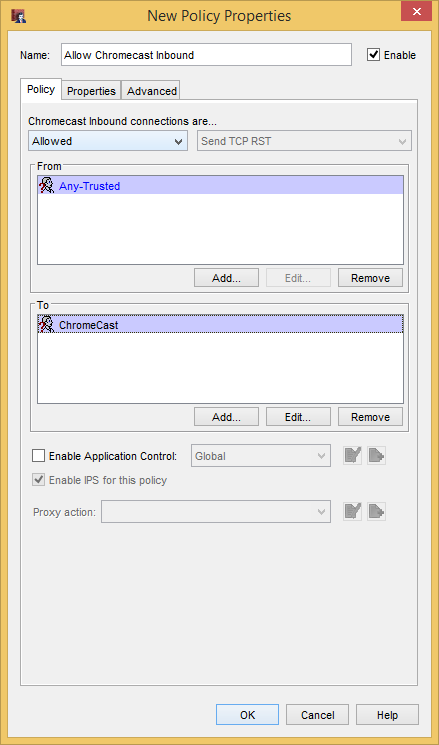 New Policy Properties
Name: Allow Chromecast Inbound Enable
Policy Properties Advanced
Chromecast Inbound connections are...
Allowed Send TCP RST
From
Any-Trusted
Add... Edit... Remove
To
ChromeCast
Add... Edit... Remove
Enable Application Control: Global
Enable IPS for this policy
Proxy action:
OK Cancel Help